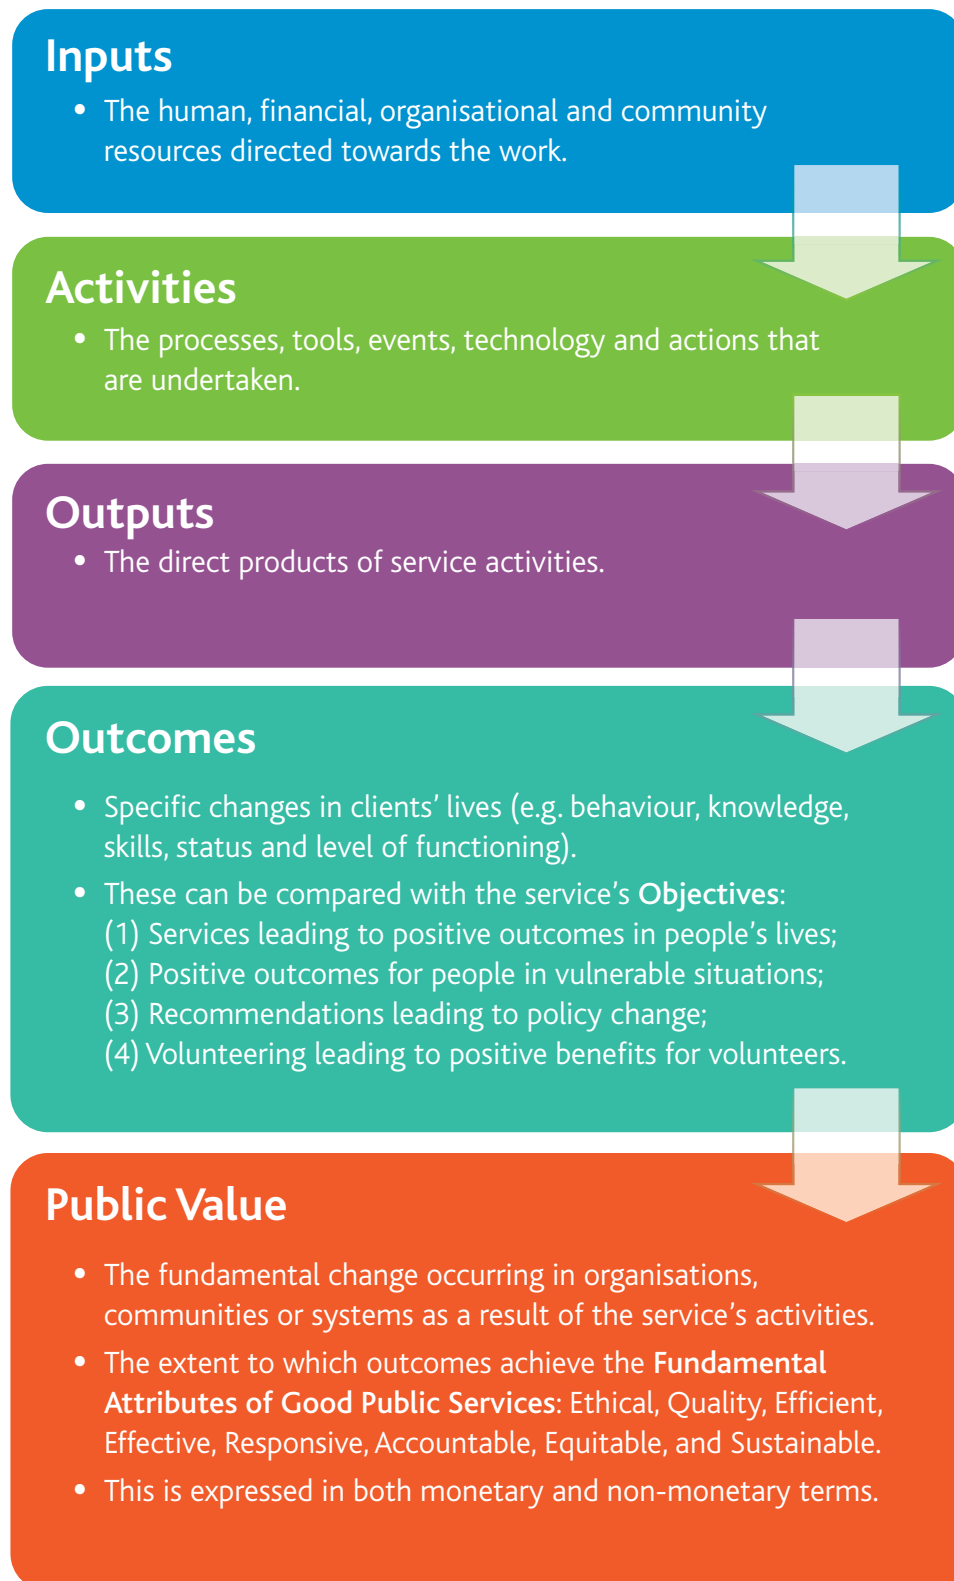 Inputs
• The human, financial, organisational and community
resources directed towards the work.
Activities
• The processes, tools, events, technology and actions that
are undertaken.
Outputs
• The direct products of service activities.
Outcomes
• Specific changes in clients’ lives (e.g. behaviour, knowledge,
skills, status and level of functioning).
• These can be compared with the service’s Objectives:
(1) Services leading to positive outcomes in people’s lives;
(2) Positive outcomes for people in vulnerable situations;
(3) Recommendations leading to policy change;
(4) Volunteering leading to positive benefits for volunteers.
Public Value
• The fundamental change occurring in organisations,
communities or systems as a result of the service’s activities.
• The extent to which outcomes achieve the Fundamental
Attributes of Good Public Services: Ethical, Quality, Efficient,
Effective, Responsive, Accountable, Equitable, and Sustainable.
• This is expressed in both monetary and non-monetary terms.